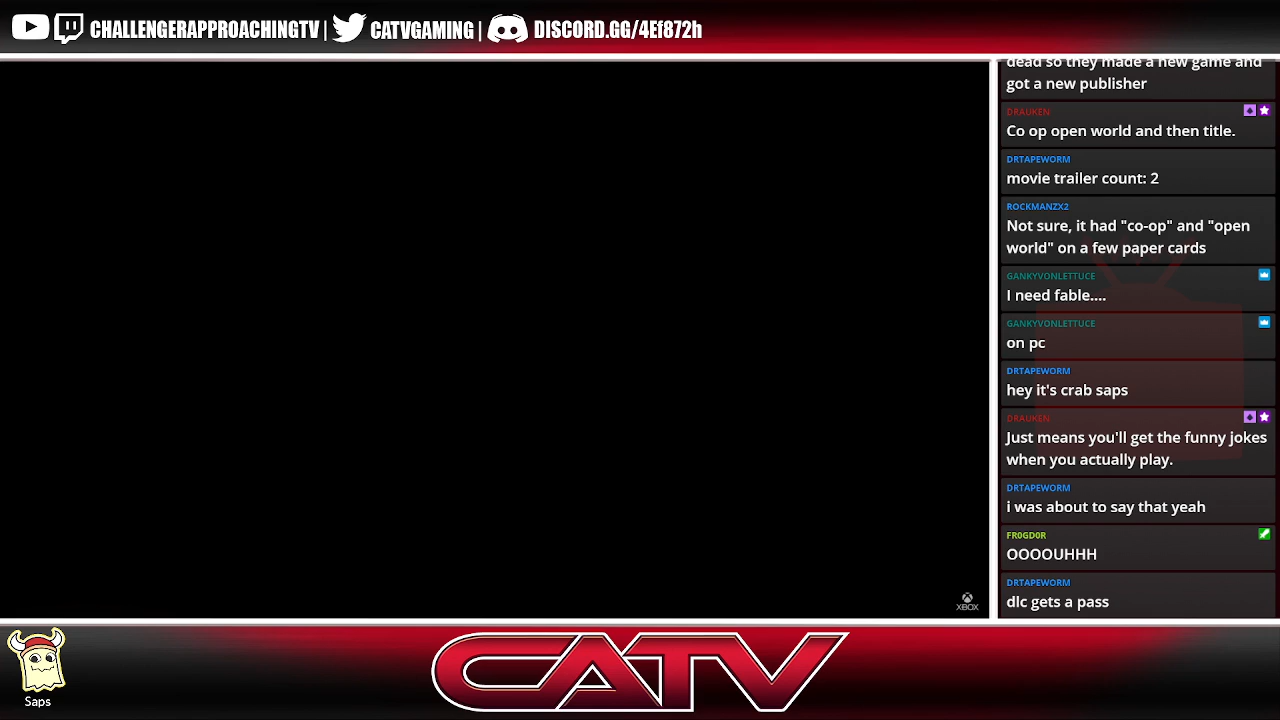 CHALLENGERAPPROACHINGTV | CATVGAMING | DISCORD.GG/4Ef872h
dead so they made a new game and
got a new publisher
DRAUKEN
Co op open world and then title.
DRTAPEWORM
movie trailer count: 2
ROCKMANZX2
Not sure, it had "co-op" and "open
world" on a few paper cards
GANKYVONLETTUCE
I need fable....
GANKYVONLETTUCE
on pc
DRTAPEWORM
hey it's crab saps
DRAUKEN
Just means you'll get the funny jokes
when you actually play.
DRTAPEWORM
i was about to say that yeah
FR0GD0R
OOOOUHHH
DRTAPEWORM
dlc gets a pass
XBOX
Saps
CATV